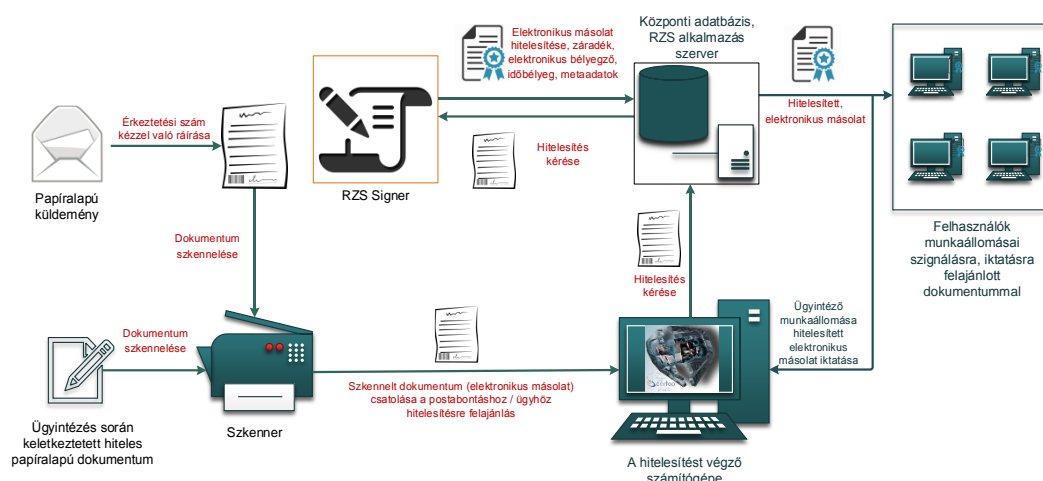 Elektronikus másolat
hitelesítése, záradék,
elektronikus bélyegző,
időbélyeg, metaadatok
Központi adatbázis,
RZS alkalmazás
szerver
Érkeztetési szám
kézzel való ráírása
Hitelesített,
elektronikus másolat
Hitelesítés
kérése
Papíralapú
küldemény
RZS Signer
Dokumentum
szkennelése
Hitelesítés
kérése
Felhasználók
munkaállomásai
szignálásra, iktatásra
felajánlott
dokumentummal
Dokumentum
szkennelése
Ügyintéző
munkaállomása
hitelesített
elektronikus
másolat iktatása
Szkennelt dokumentum (elektronikus másolat)
csatolása a postabontáshoz / ügyhöz
hitelesítésre felajánlás
Ügyintézés során
keletkeztetett hiteles
papíralapú dokumentum
Szkenner
A hitelesítést végző
számítógépe